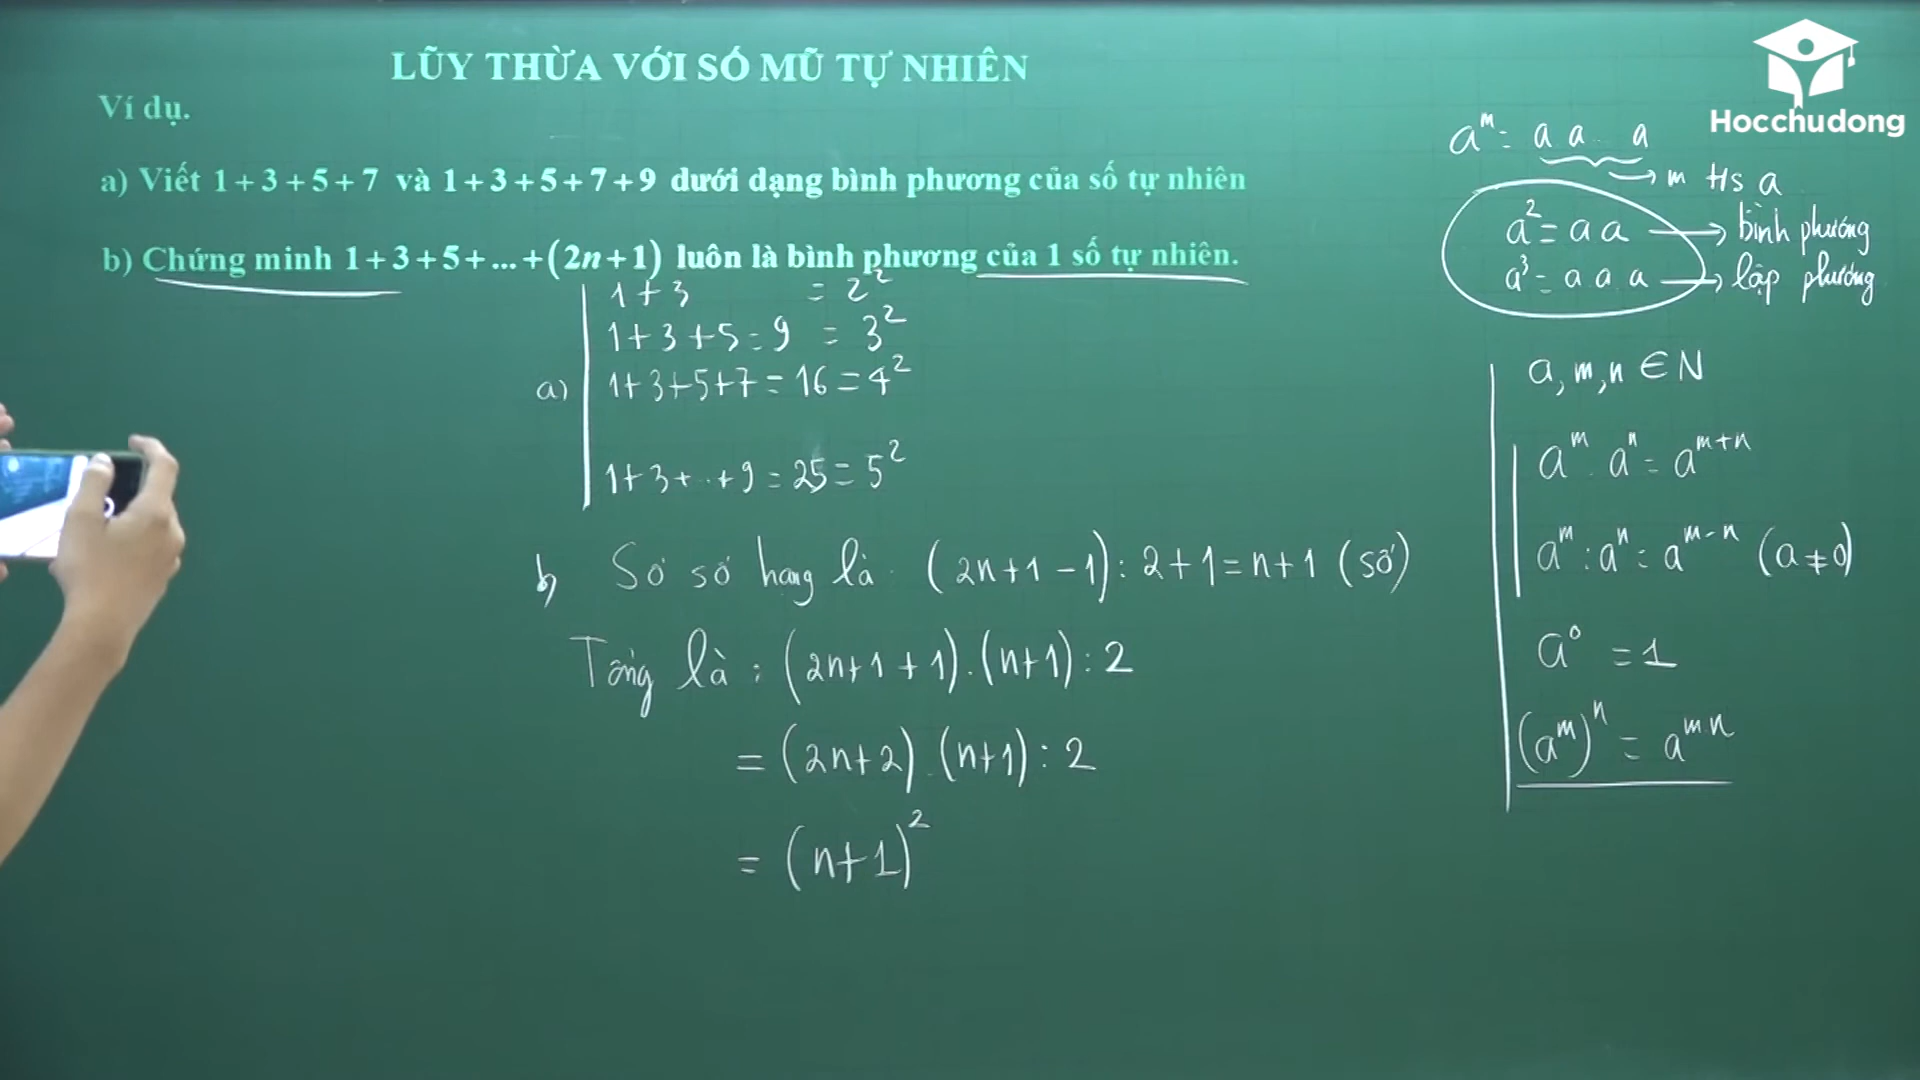 LŨY THỪA VỚI SỐ MŨ TỰ NHIÊN
Ví dụ.
a) Viết 1+3+5+7 và 1+3+5+7+9 dưới dạng bình phương của số tự nhiên
b) Chứng minh 1+3+5+...+(2n+1) luôn là bình phương của 1 số tự nhiên.
1+3 = 2²
1+3+5=9 = 3²
a) 1+3+5+7=16=4²
1+3+..+9=25=5²
b, Số số hạng là (2n+1-1):2+1=n+1 (số)
Tổng là: (2n+1+1).(n+1):2
=(2n+2).(n+1):2
=(n+1)²
Hocchudong
aᵐ= a a .. a
m Hs a
a²= a a → bình phương
a³= a a a → lập phương
a, m, n ∈ N
aᵐ.aⁿ= aᵐ⁺ⁿ
aᵐ:aⁿ= aᵐ⁻ⁿ (a≠0)
a⁰ =1
(aᵐ)ⁿ = aᵐ·ⁿ